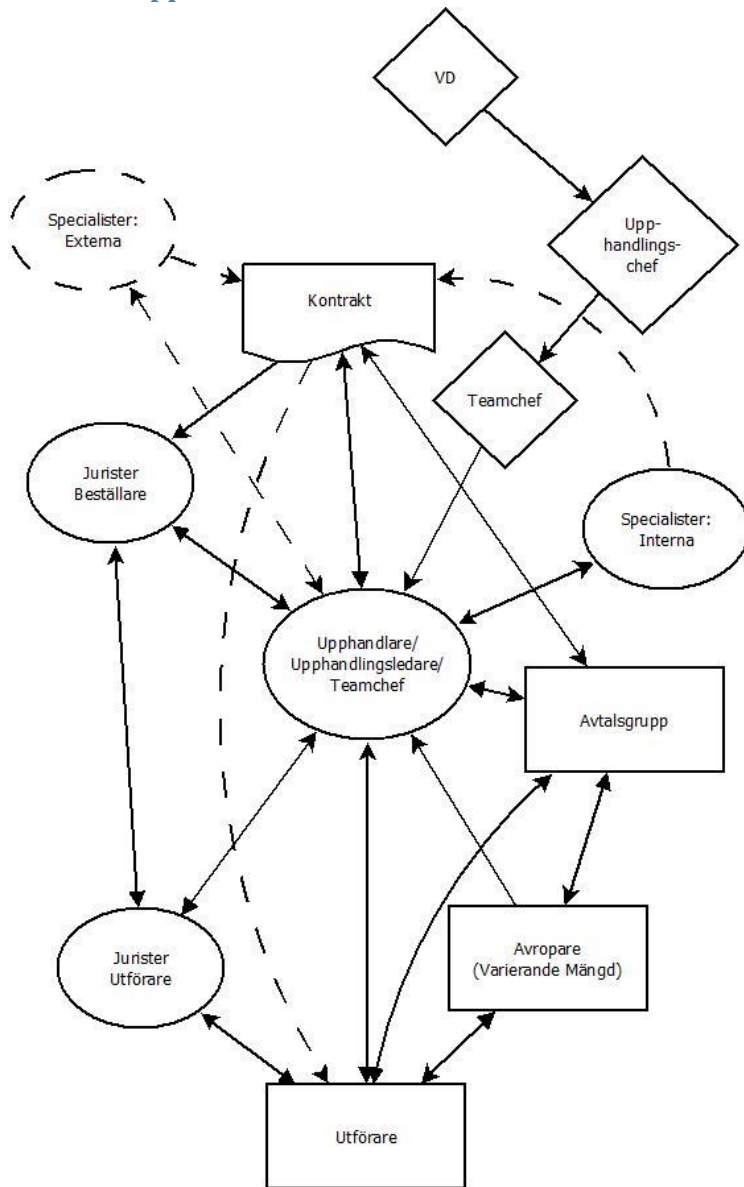 VD
Upp-
handlings-
chef
Specialister:
Externa
Kontrakt
Teamchef
Jurister
Beställare
Specialister:
Interna
Upphandlare/
Upphandlingsledare/
Teamchef
Avtalsgrupp
Jurister
Utförare
Avropare
(Varierande Mängd)
Utförare